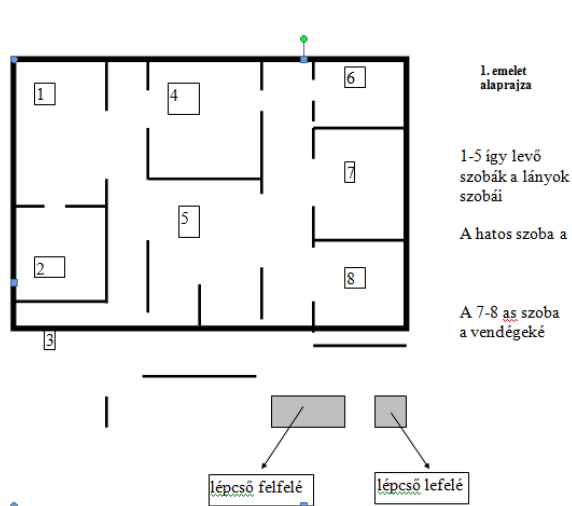 1. emelet
alaprajza
1
4
6
1-5 így levő
szobák a lányok
szobái
7
5
A hatos szoba a
2
8
A 7-8 as szoba
a vendégeké
3
lépcső felfelé
lépcső lefelé